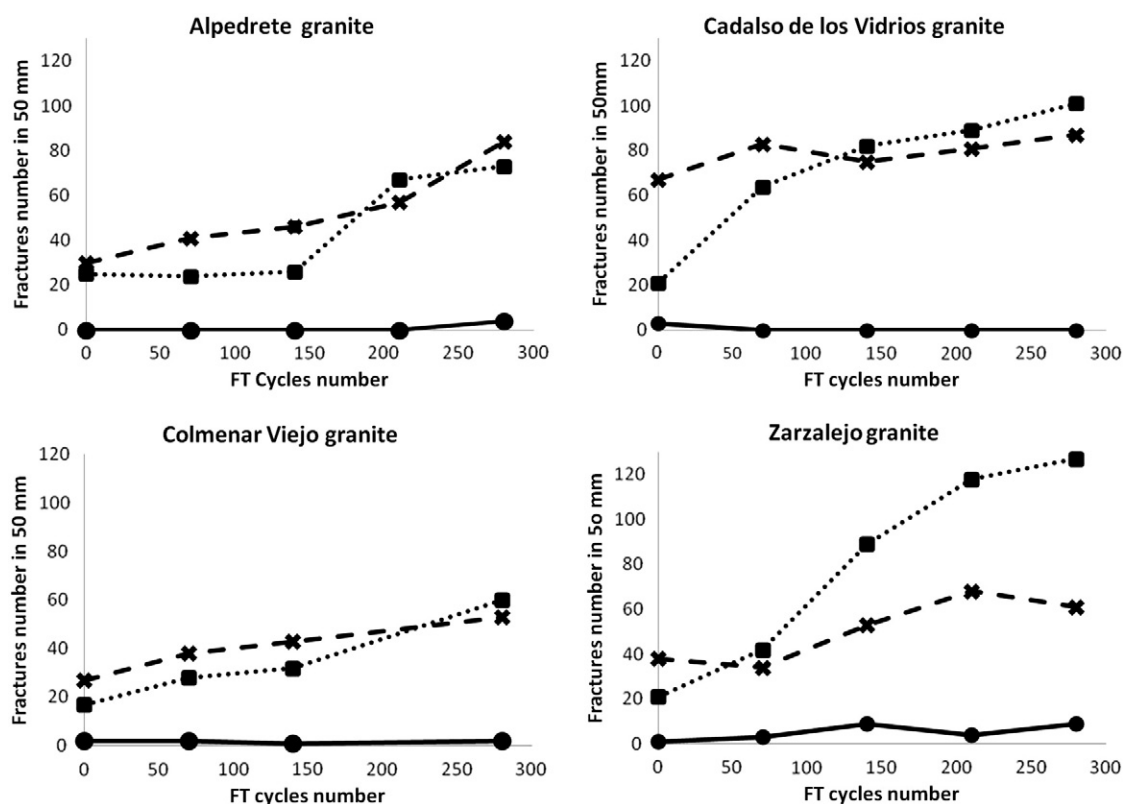 Alpedrete granite
Fractures number in 50 mm
120
100
80
60
40
20
0
0 50 100 150 200 250 300
FT Cycles number
Cadalso de los Vidrios granite
Fractures number in 50mm
120
100
80
60
40
20
0
0 50 100 150 200 250 300
FT cycles number
Colmenar Viejo granite
Fractures number in 50 mm
120
100
80
60
40
20
0
0 50 100 150 200 250 300
FT cycles number
Zarzalejo granite
Fractures number in 5o mm
120
100
80
60
40
20
0
0 50 100 150 200 250 300
FT cycles number